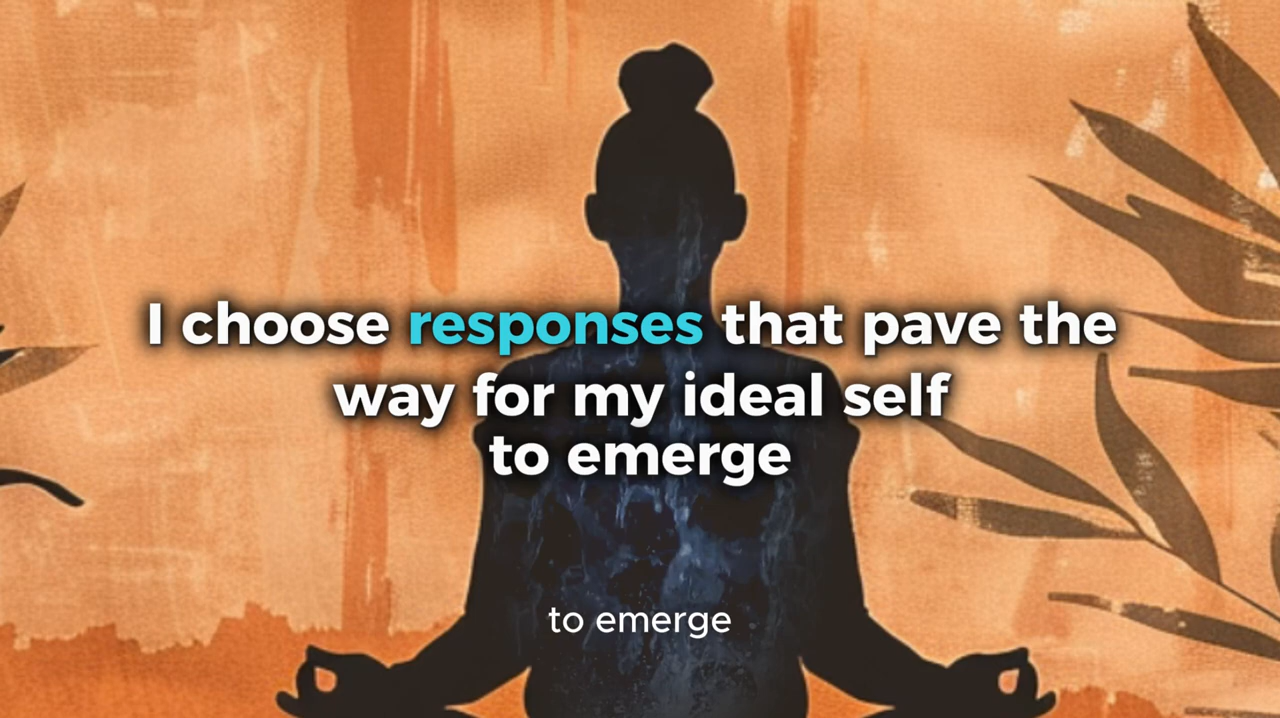 I choose responses that pave the
way for my ideal self
to emerge
to emerge